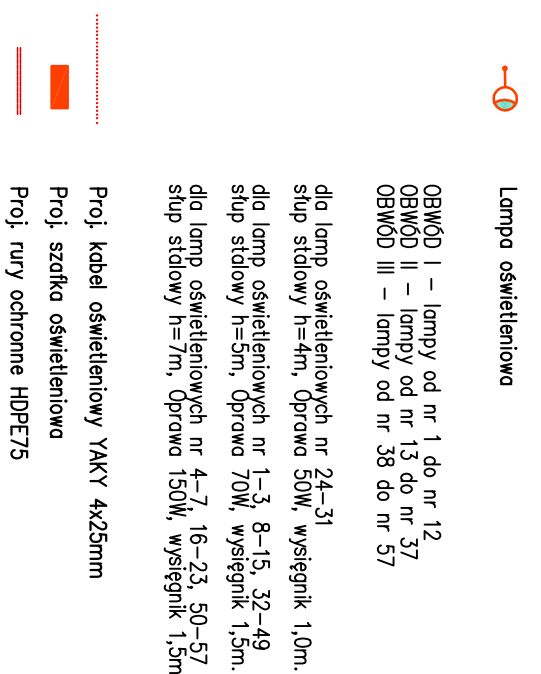 Lampa oświetleniowa
OBWÓD I – lampy od nr 1 do nr 12
OBWÓD II – lampy od nr 13 do nr 37
OBWÓD III – lampy od nr 38 do nr 57
dla lamp oświetleniowych nr 24–31
słup stalowy h=4m, Oprawa 50W, wysięgnik 1,0m.
dla lamp oświetleniowych nr 1–3, 8–15, 32–49
słup stalowy h=5m, Oprawa 70W, wysięgnik 1,5m.
dla lamp oświetleniowych nr 4–7, 16–23, 50–57
słup stalowy h=7m, Oprawa 150W, wysięgnik 1,5m
Proj. kabel oświetleniowy YAKY 4x25mm
Proj. szafka oświetleniowa
Proj. rury ochronne HDPE75